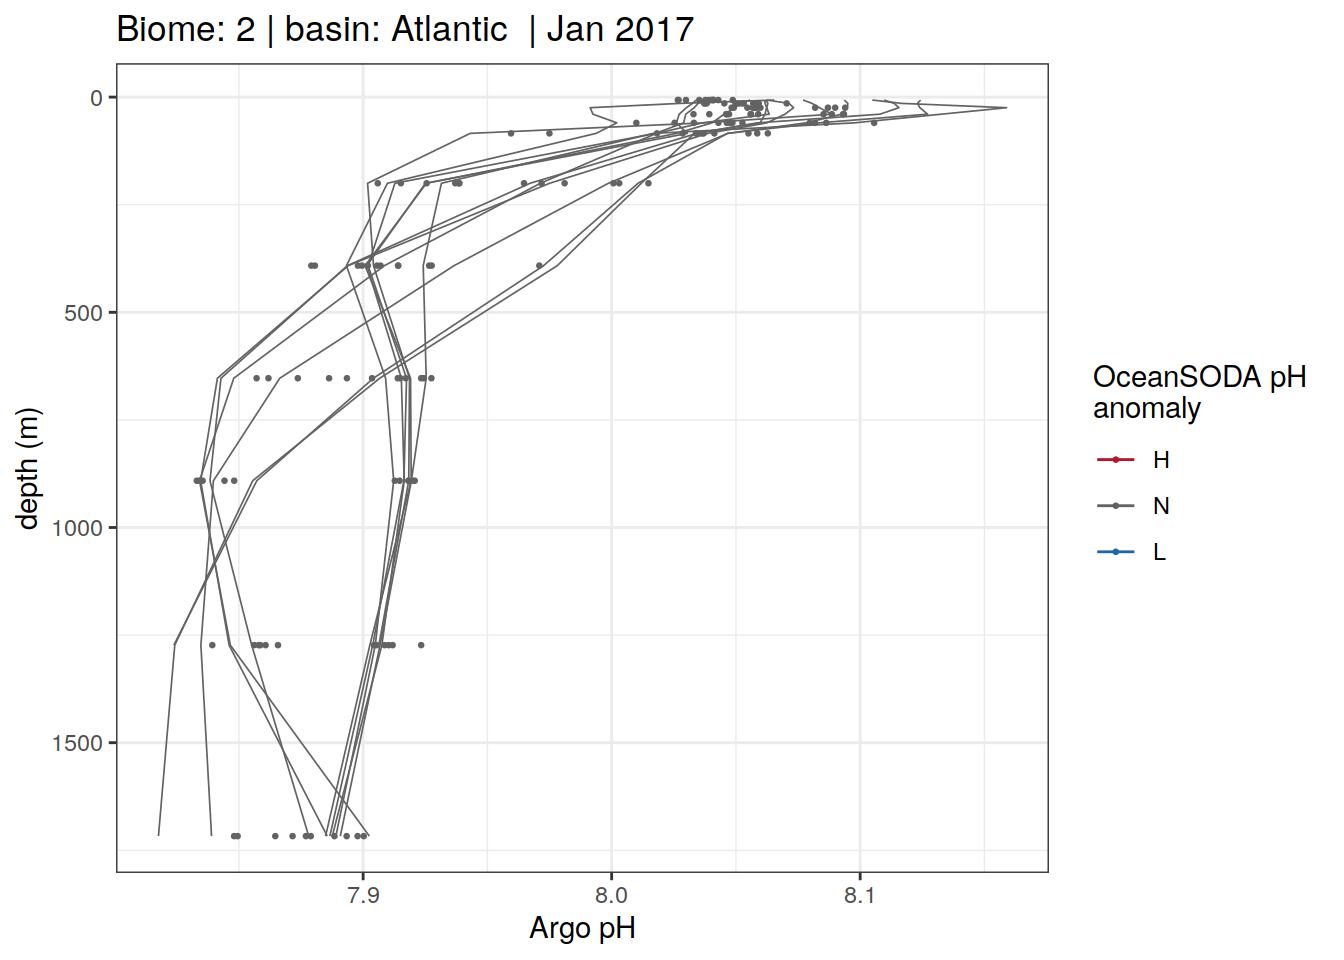 Biome: 2 | basin: Atlantic  | Jan 2017
0
500
1000
1500
depth (m)
7.9
8.0
8.1
Argo pH
OceanSODA pH
anomaly
H
N
L